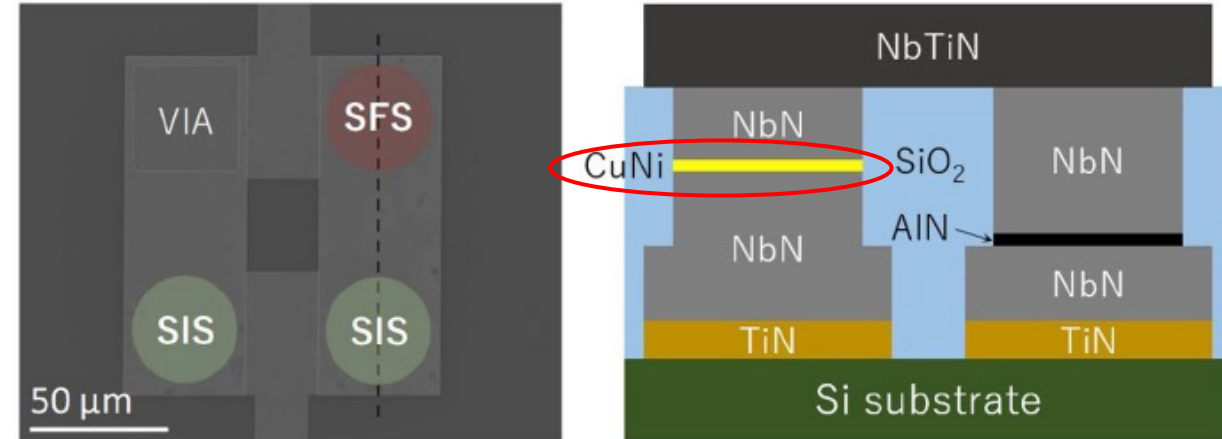 VIA
SFS
SIS
SIS
50 μm
NbTiN
NbN
CuNi
SiO₂
NbN
AlN
NbN
NbN
TiN
TiN
Si substrate